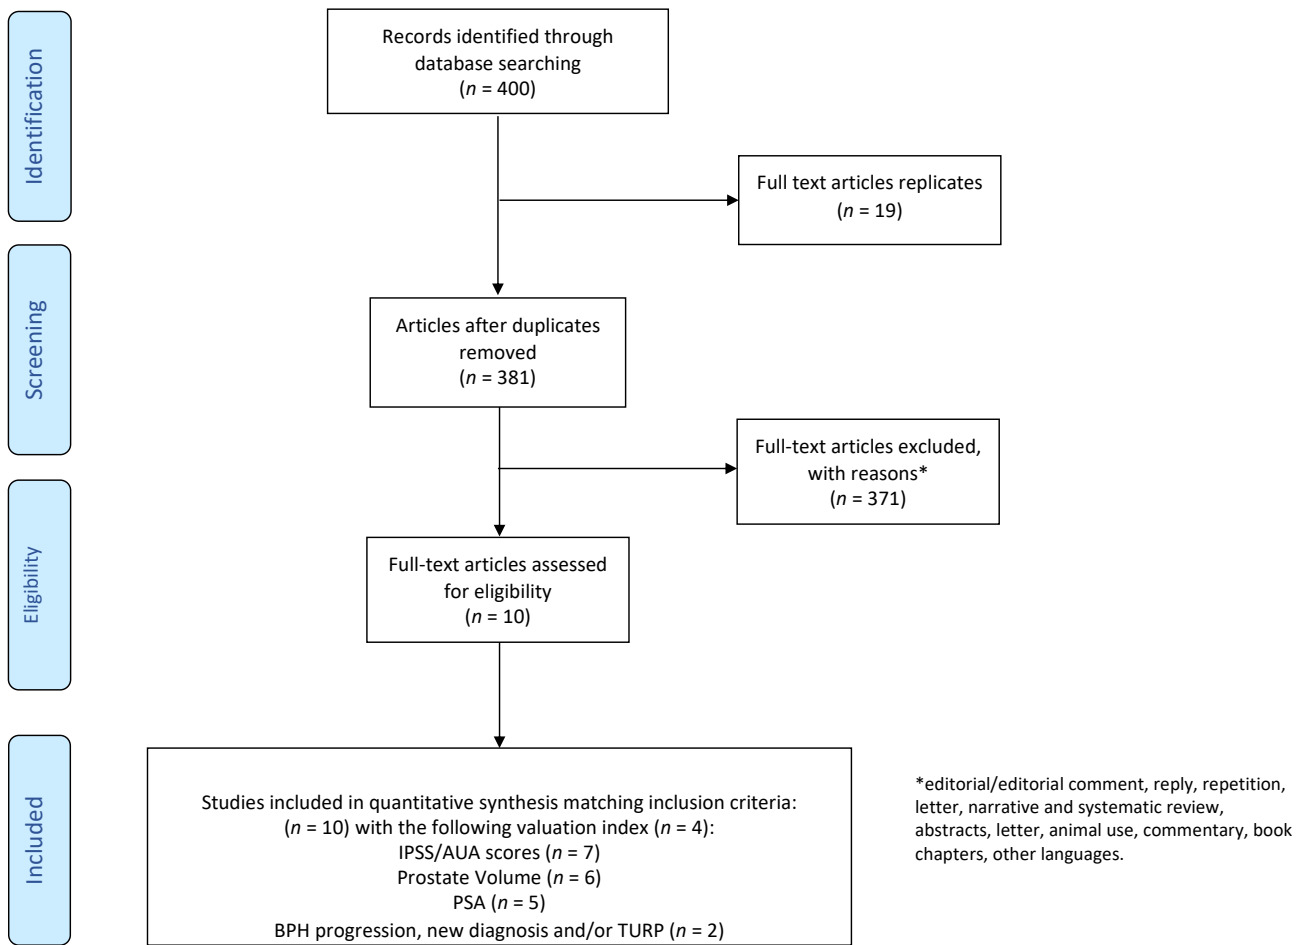 Identification
Records identified through
database searching
(n = 400)
Full text articles replicates
(n = 19)
Screening
Articles after duplicates
removed
(n = 381)
Full-text articles excluded,
with reasons*
(n = 371)
Eligibility
Full-text articles assessed
for eligibility
(n = 10)
Included
Studies included in quantitative synthesis matching inclusion criteria:
(n = 10) with the following valuation index (n = 4):
IPSS/AUA scores (n = 7)
Prostate Volume (n = 6)
PSA (n = 5)
BPH progression, new diagnosis and/or TURP (n = 2)
*editorial/editorial comment, reply, repetition,
letter, narrative and systematic review,
abstracts, letter, animal use, commentary, book
chapters, other languages.